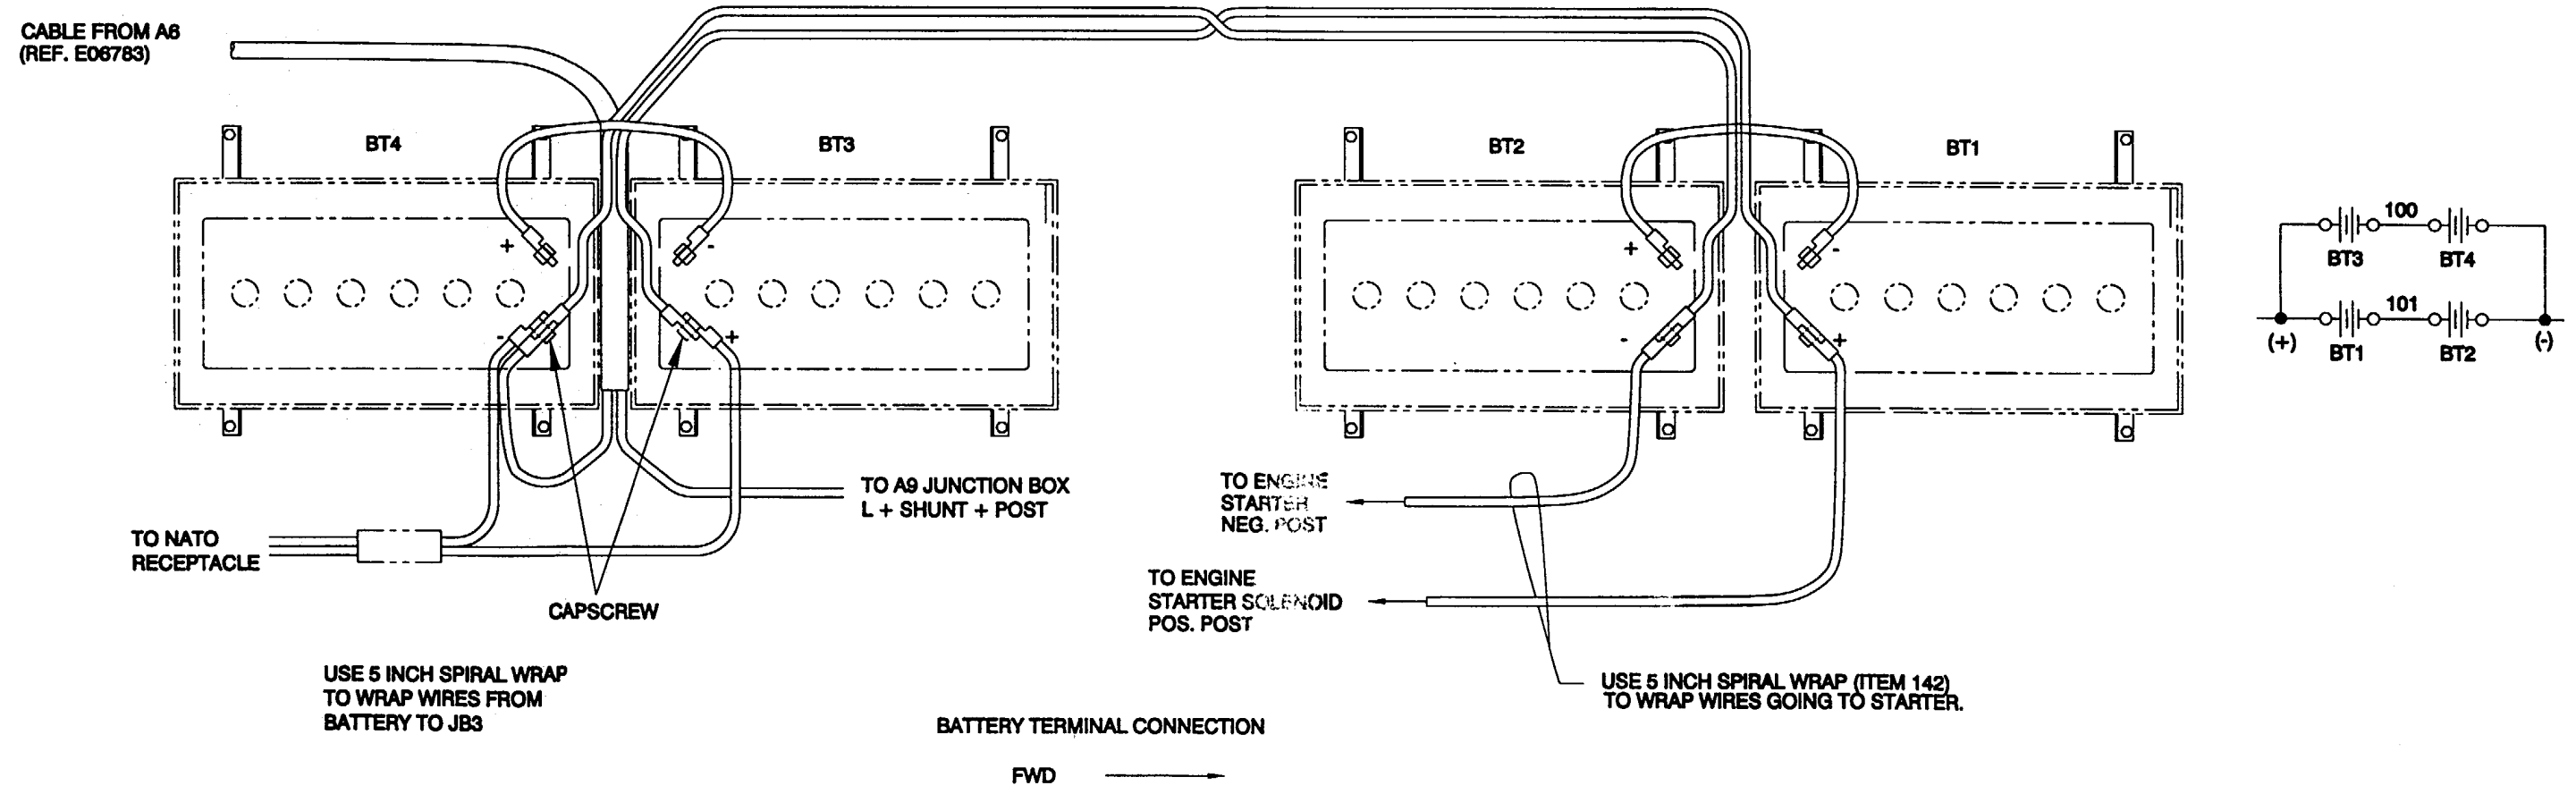 CABLE FROM A6
(REF. E06783)
BT4
BT3
BT2
BT1
+
-
+
-
-
+
-
+
100
BT3
BT4
101
(+)
BT1
BT2
(-)
TO A9 JUNCTION BOX
L + SHUNT + POST
TO ENGINE
STARTER
NEG. POST
TO NATO
RECEPTACLE
CAPSCREW
TO ENGINE
STARTER SOLENOID
POS. POST
USE 5 INCH SPIRAL WRAP
TO WRAP WIRES FROM
BATTERY TO JB3
USE 5 INCH SPIRAL WRAP (ITEM 142)
TO WRAP WIRES GOING TO STARTER.
BATTERY TERMINAL CONNECTION
FWD